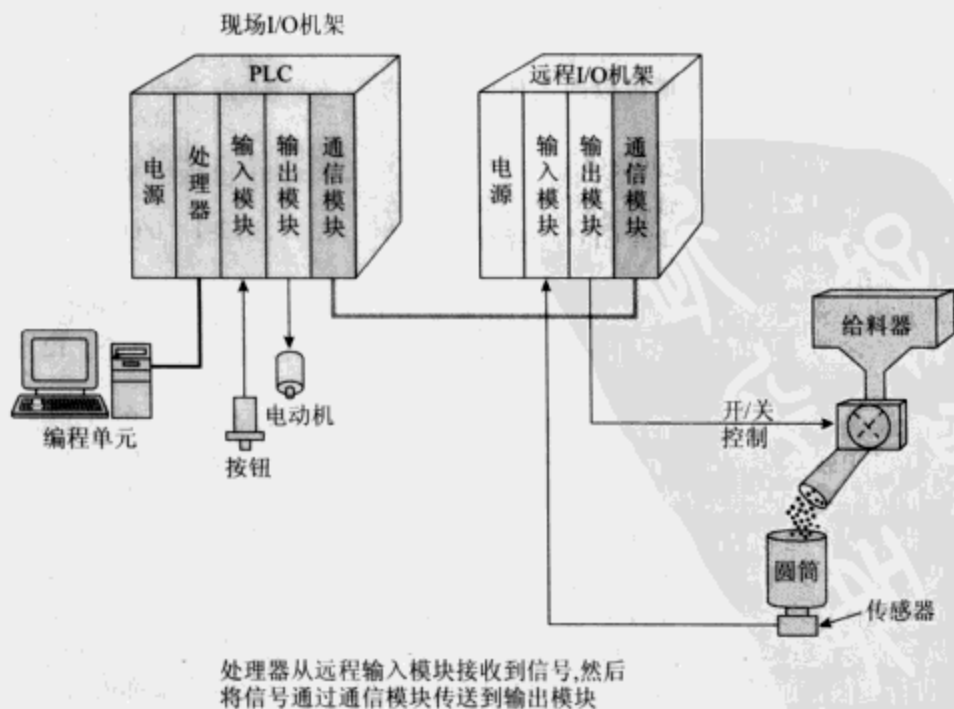 现场I/O机架
PLC
远程I/O机架
电源
处理器
输入模块
输出模块
通信模块
电源
输入模块
输出模块
通信模块
给料器
编程单元
电动机
按钮
开/关
控制
圆筒
传感器
处理器从远程输入模块接收到信号,然后
将信号通过通信模块传送到输出模块